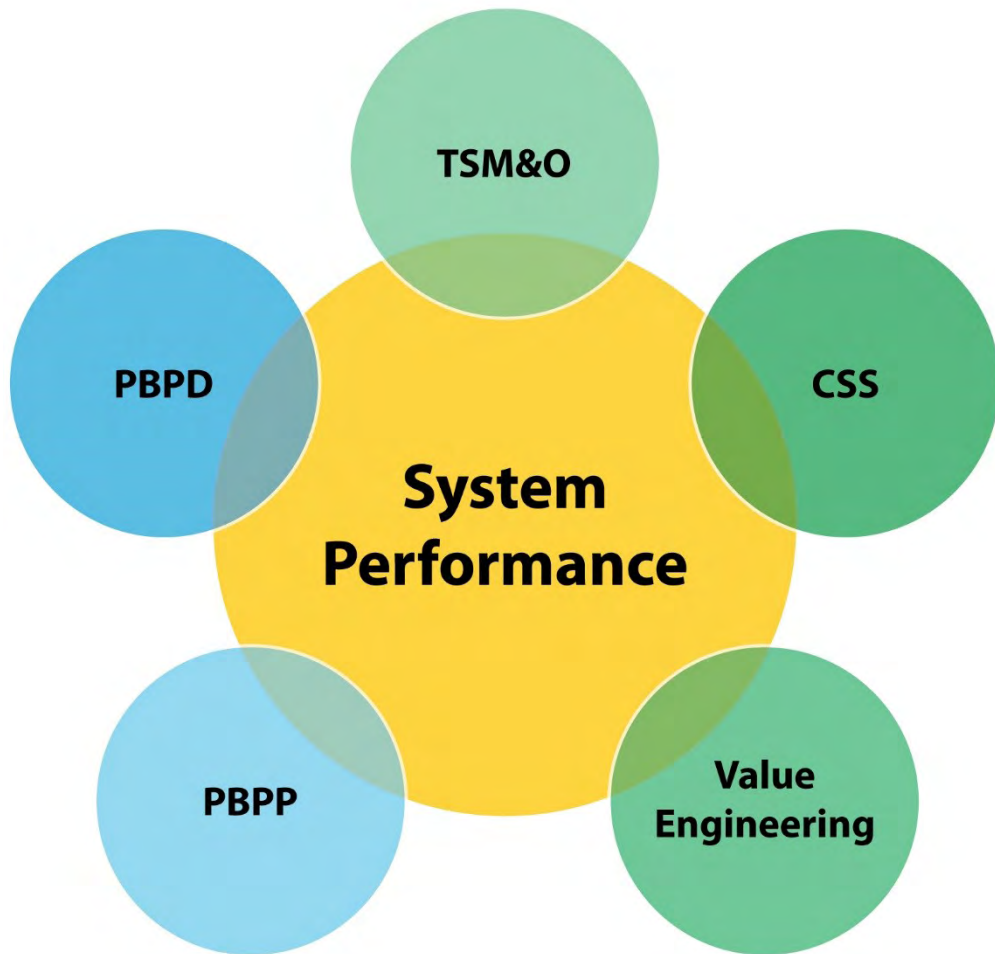 TSM&O
PBPD
CSS
System
Performance
PBPP
Value
Engineering